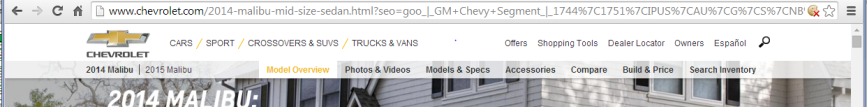 www.chevrolet.com/2014-malibu-mid-size-sedan.html?seo=goo_|_GM+Chevy+Segment_|_1744%7C1751%7CIPUS%7CAU%7CG%7CS%7CNB%
CHEVROLET
CARS / SPORT / CROSSOVERS & SUVS / TRUCKS & VANS
Offers Shopping Tools Dealer Locator Owners Español
2014 Malibu | 2015 Malibu Model Overview Photos & Videos Models & Specs Accessories Compare Build & Price Search Inventory
2014 MALIBU: